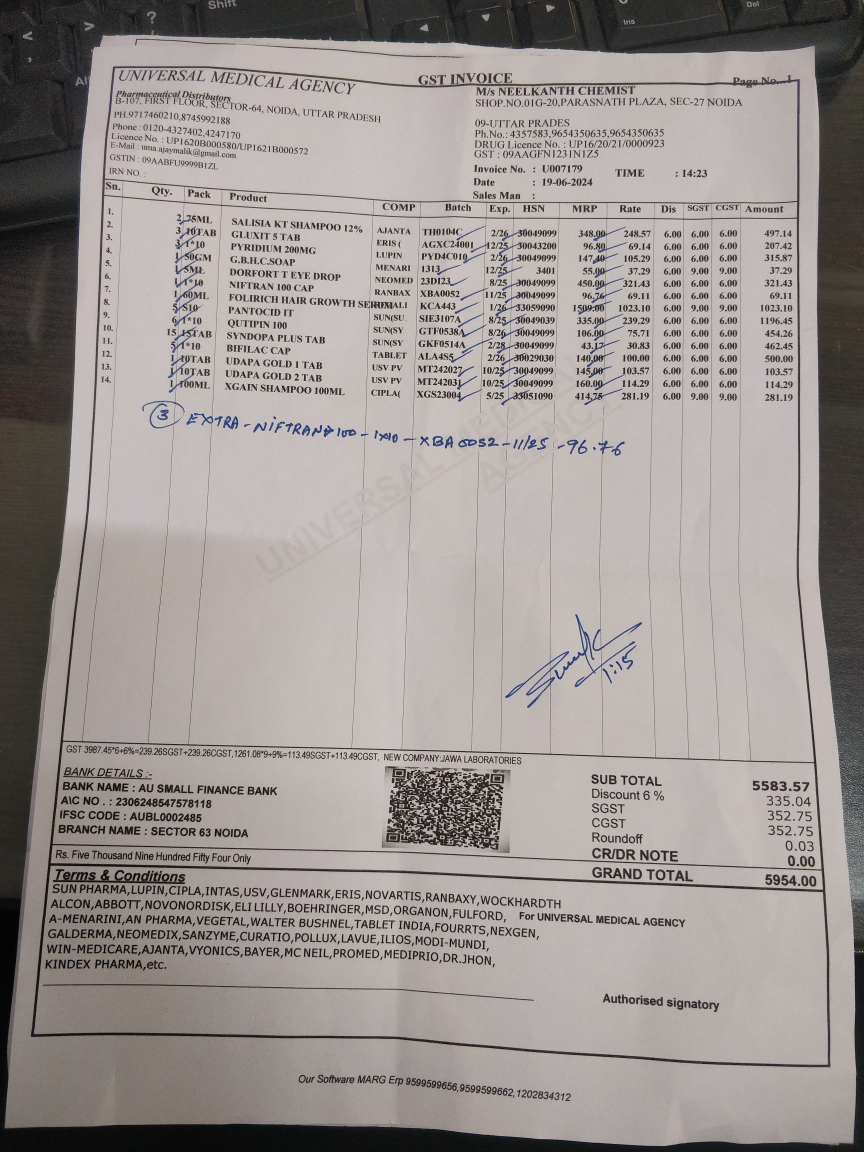 Shift
Alt
Ins
Del
UNIVERSAL MEDICAL AGENCY
GST INVOICE
Page No...1
Pharmaceutical Distributors
B-107, FIRST FLOOR, SECTOR-64, NOIDA, UTTAR PRADESH
PH.9717460210,8745992188
Phone : 0120-4327402,4247170
Licence No. : UP1620B000580/UP1621B000572
E-Mail : uma.ajaymalik@gmail.com
GSTIN : 09AABFU9999B1ZL
IRN NO. :
M/s NEELKANTH CHEMIST
SHOP.NO.01G-20,PARASNATH PLAZA, SEC-27 NOIDA
09-UTTAR PRADES
Ph.No.: 4357583,9654350635,9654350635
DRUG Licence No. : UP16/20/21/0000923
GST : 09AAGFN1231N1Z5
Invoice No. : U007179 TIME : 14:23
Date : 19-06-2024
Sales Man :
Sn. Qty. Pack Product COMP Batch Exp. HSN MRP Rate Dis SGST CGST Amount
1. 2 75ML SALISIA KT SHAMPOO 12% AJANTA TH0104C 2/26 30049099 348.00 248.57 6.00 6.00 6.00 497.14
2. 3 10TAB GLUXIT 5 TAB ERIS ( AGXC24001 12/25 30043200 96.80 69.14 6.00 6.00 6.00 207.42
3. 3 1*10 PYRIDIUM 200MG LUPIN PYD4C010 2/26 30049099 147.40 105.29 6.00 6.00 6.00 315.87
4. 1 50GM G.B.H.C.SOAP MENARI 1313 12/25 3401 55.00 37.29 6.00 9.00 9.00 37.29
5. 1 5ML DORFORT T EYE DROP NEOMED 23DI23 8/25 30049099 450.00 321.43 6.00 6.00 6.00 321.43
6. 1 1*10 NIFTRAN 100 CAP RANBAX XBA0052 11/25 30049099 96.76 69.11 6.00 6.00 6.00 69.11
7. 1 60ML FOLIRICH HAIR GROWTH SERUM KCA443 1/26 33059090 1509.00 1023.10 6.00 9.00 9.00 1023.10
8. 5 S10 PANTOCID IT SUN(SU SIE3107A 8/25 30049039 335.00 239.29 6.00 6.00 6.00 1196.45
9. 6 1*10 QUTIPIN 100 SUN(SY GTF0538A 8/26 30049099 106.00 75.71 6.00 6.00 6.00 454.26
10. 15 15TAB SYNDOPA PLUS TAB SUN(SY GKF0514A 2/28 30049099 43.17 30.83 6.00 6.00 6.00 462.45
11. 5 1*10 BIFILAC CAP TABLET ALA4S5 2/26 30029030 140.00 100.00 6.00 6.00 6.00 500.00
12. 1 10TAB UDAPA GOLD 1 TAB USV PV MT242027 10/25 30049099 145.00 103.57 6.00 6.00 6.00 103.57
13. 1 10TAB UDAPA GOLD 2 TAB USV PV MT242031 10/25 30049099 160.00 114.29 6.00 6.00 6.00 114.29
14. 1 100ML XGAIN SHAMPOO 100ML CIPLA( XGS23004 5/25 33051090 414.75 281.19 6.00 9.00 9.00 281.19
3 EXTRA - NIFTRAN 100 - 1x10 - XBA 0052 - 11/25 - 96.76
UNIVERSAL MEDICAL AGENCY
1:15
GST 3987.45*6+6%=239.26SGST+239.26CGST,1261.08*9+9%=113.49SGST+113.49CGST, NEW COMPANY:JAWA LABORATORIES
BANK DETAILS :-
BANK NAME : AU SMALL FINANCE BANK
A\C NO. : 2306248547578118
IFSC CODE : AUBL0002485
BRANCH NAME : SECTOR 63 NOIDA
SUB TOTAL 5583.57
Discount 6 % 335.04
SGST 352.75
CGST 352.75
Roundoff 0.03
CR/DR NOTE 0.00
GRAND TOTAL 5954.00
Rs. Five Thousand Nine Hundred Fifty Four Only
Terms & Conditions
SUN PHARMA,LUPIN,CIPLA,INTAS,USV,GLENMARK,ERIS,NOVARTIS,RANBAXY,WOCKHARDTH
ALCON,ABBOTT,NOVONORDISK,ELI LILLY,BOEHRINGER,MSD,ORGANON,FULFORD,
A-MENARINI,AN PHARMA,VEGETAL,WALTER BUSHNEL,TABLET INDIA,FOURRTS,NEXGEN,
GALDERMA,NEOMEDIX,SANZYME,CURATIO,POLLUX,LAVUE,ILIOS,MODI-MUNDI,
WIN-MEDICARE,AJANTA,VYONICS,BAYER,MC NEIL,PROMED,MEDIPRIO,DR.JHON,
KINDEX PHARMA,etc.
For UNIVERSAL MEDICAL AGENCY
Authorised signatory
Our Software MARG Erp 9599599656,9599599662,1202834312